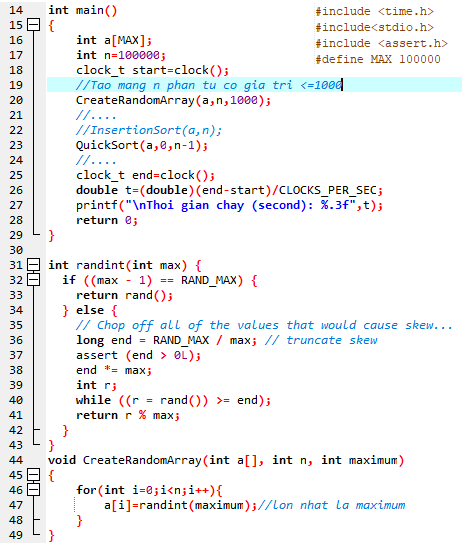 14 int main()
15 {
16 int a[MAX];
17 int n=100000;
18 clock_t start=clock();
19 //Tao mang n phan tu co gia tri <=1000
20 CreateRandomArray(a,n,1000);
21 //....
22 //InsertionSort(a,n);
23 QuickSort(a,0,n-1);
24 //....
25 clock_t end=clock();
26 double t=(double)(end-start)/CLOCKS_PER_SEC;
27 printf("\nThoi gian chay (second): %.3f",t);
28 return 0;
29 }
30
31 int randint(int max) {
32 if ((max - 1) == RAND_MAX) {
33 return rand();
34 } else {
35 // Chop off all of the values that would cause skew...
36 long end = RAND_MAX / max; // truncate skew
37 assert (end > 0L);
38 end *= max;
39 int r;
40 while ((r = rand()) >= end);
41 return r % max;
42 }
43 }
44 void CreateRandomArray(int a[], int n, int maximum)
45 {
46 for(int i=0;i<n;i++){
47 a[i]=randint(maximum);//lon nhat la maximum
48 }
49 }
#include <time.h>
#include<stdio.h>
#include <assert.h>
#define MAX 100000